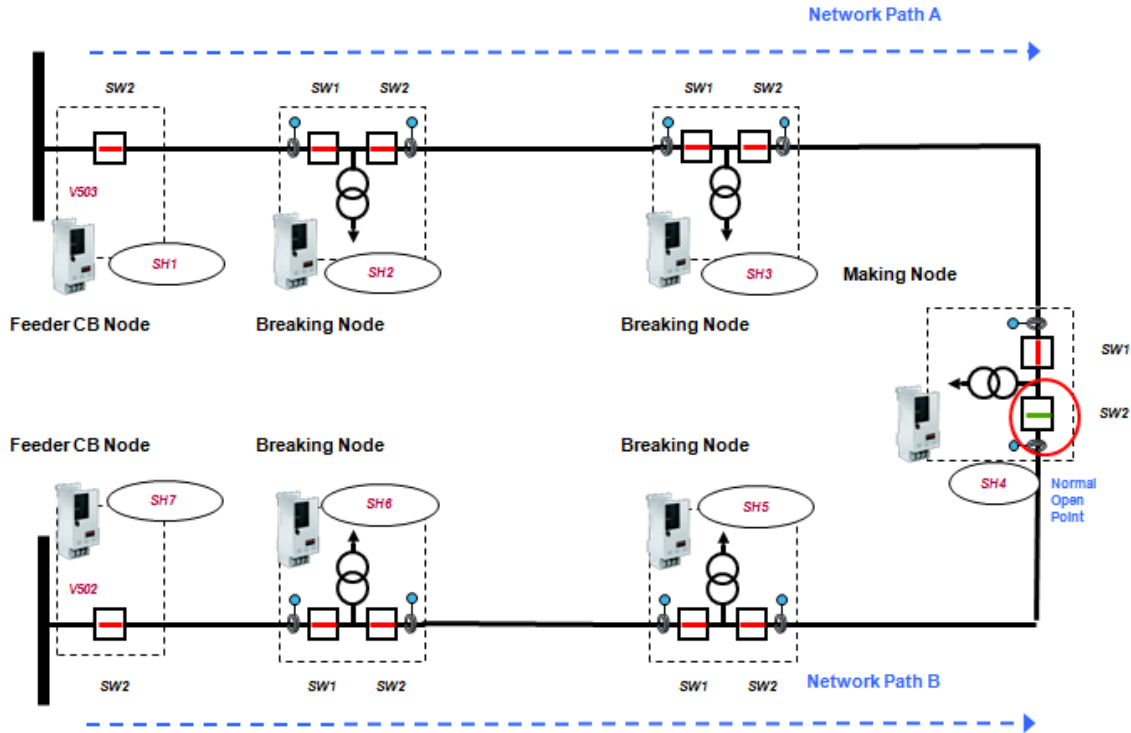 Network Path A
SW2
SW1
SW2
SW1
SW2
V503
SH1
SH2
SH3
Making Node
Feeder CB Node
Breaking Node
Breaking Node
SW1
SW2
Feeder CB Node
Breaking Node
Breaking Node
SH7
SH6
SH5
SH4
Normal
Open
Point
V502
SW2
SW1
SW2
SW1
SW2
Network Path B